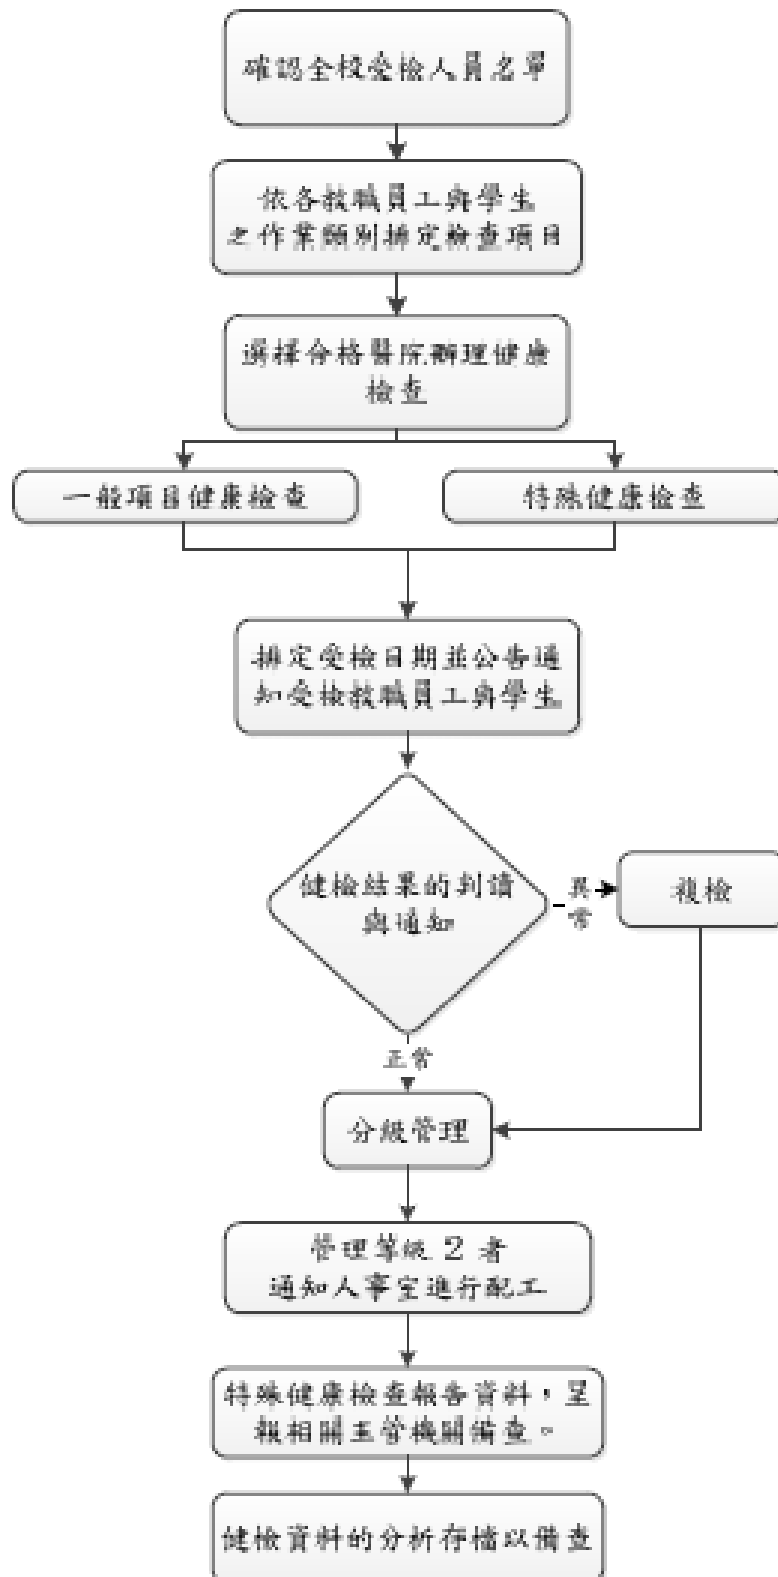 確認全校受檢人員名單
依各教職員工與學生
之作業類別排定檢查項目
選擇合格醫院辦理健康
檢查
一般項目健康檢查
特殊健康檢查
排定受檢日期並公告通
知受檢教職員工與學生
健檢結果的判讀
與通知
異
常
複檢
正常
分級管理
管理等級 2 者
通知人事室進行配工
特殊健康檢查報告資料，呈
報相關主管機關備查。
健檢資料的分析存檔以備查